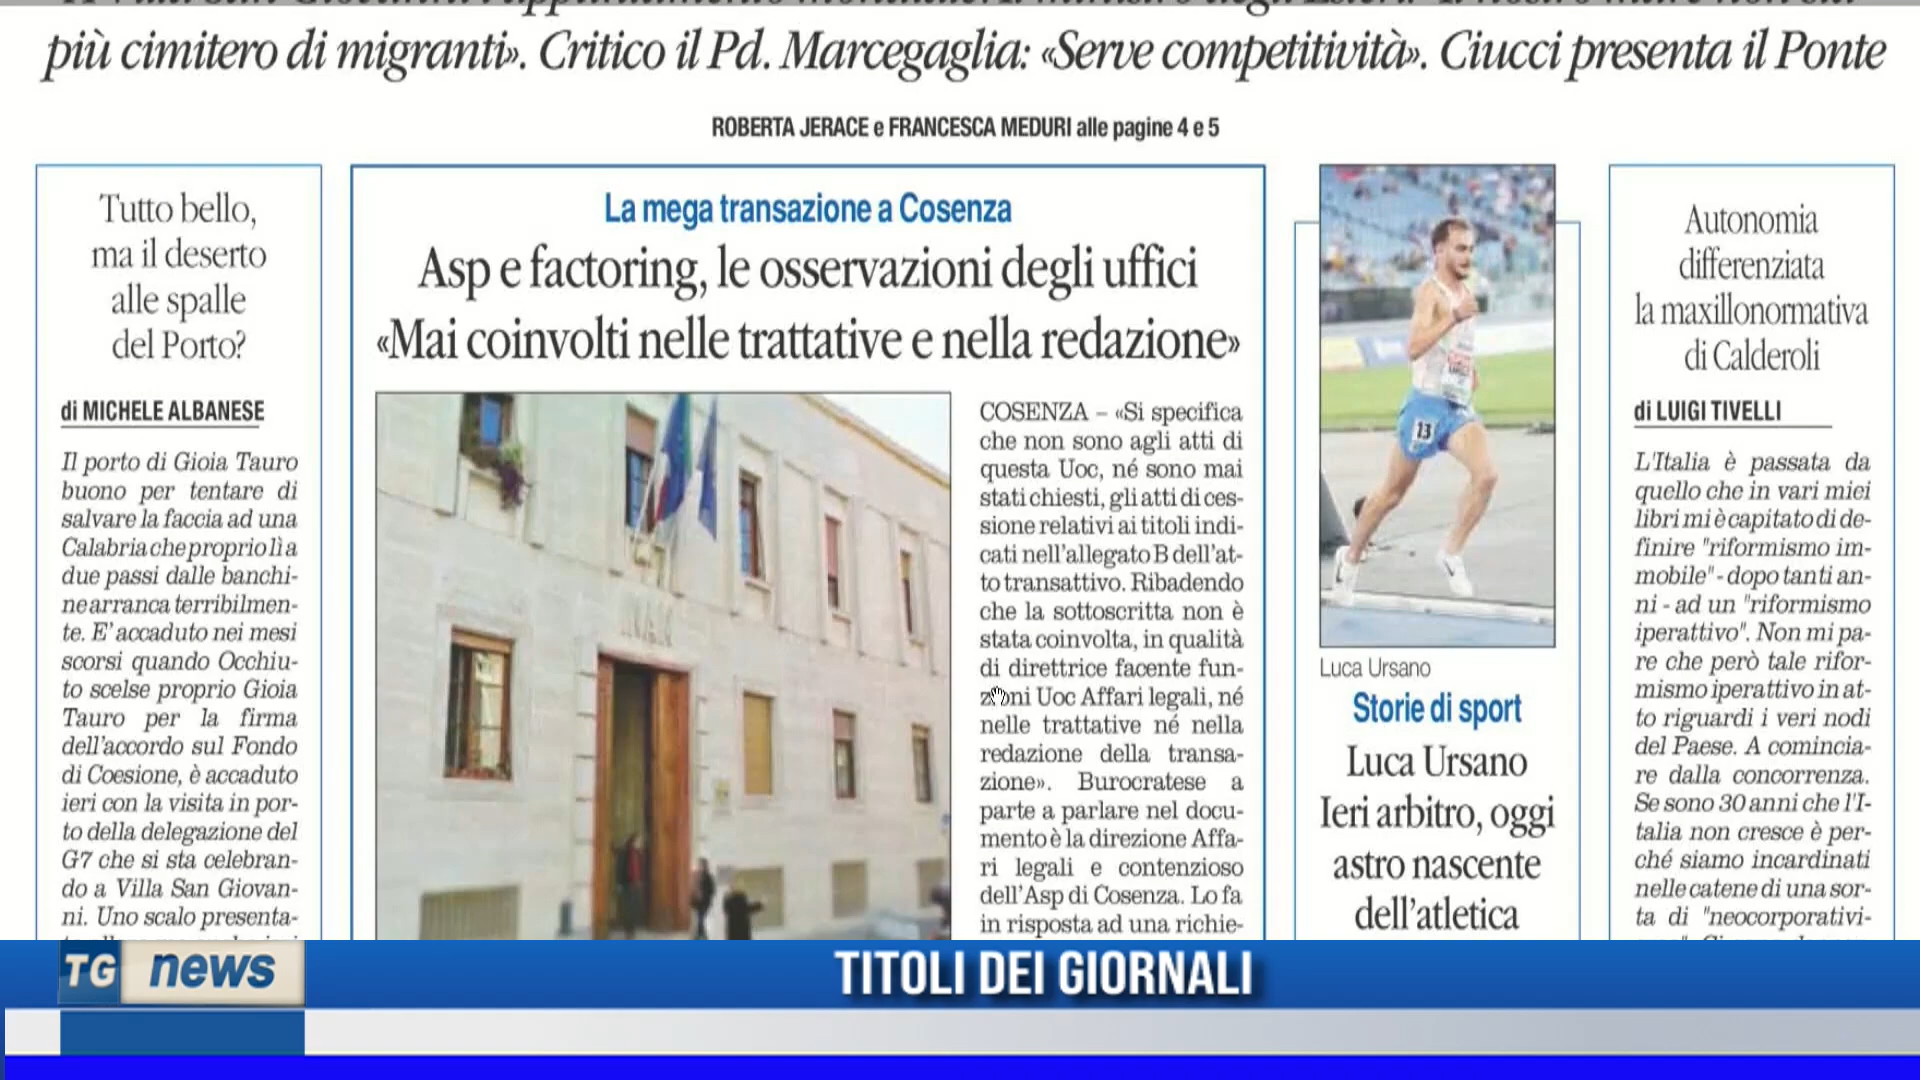 più cimitero di migranti». Critico il Pd. Marcegaglia: «Serve competitività». Ciucci presenta il Ponte
ROBERTA JERACE e FRANCESCA MEDURI alle pagine 4 e 5
Tutto bello,
ma il deserto
alle spalle
del Porto?
di MICHELE ALBANESE
Il porto di Gioia Tauro
buono per tentare di
salvare la faccia ad una
Calabria che proprio lì a
due passi dalle banchi-
ne arranca terribilmen-
te. E' accaduto nei mesi
scorsi quando Occhiu-
to scelse proprio Gioia
Tauro per la firma
dell'accordo sul Fondo
di Coesione, è accaduto
ieri con la visita in por-
to della delegazione del
G7 che si sta celebran-
do a Villa San Giovan-
ni. Uno scalo presenta-
La mega transazione a Cosenza
Asp e factoring, le osservazioni degli uffici
«Mai coinvolti nelle trattative e nella redazione»
COSENZA – «Si specifica
che non sono agli atti di
questa Uoc, né sono mai
stati chiesti, gli atti di ces-
sione relativi ai titoli indi-
cati nell'allegato B dell'at-
to transattivo. Ribadendo
che la sottoscritta non è
stata coinvolta, in qualità
di direttrice facente fun-
zioni Uoc Affari legali, né
nelle trattative né nella
redazione della transa-
zione». Burocratese a
parte a parlare nel docu-
mento è la direzione Affa-
ri legali e contenzioso
dell'Asp di Cosenza. Lo fa
in risposta ad una richie-
13
Luca Ursano
Storie di sport
Luca Ursano
Ieri arbitro, oggi
astro nascente
dell'atletica
Autonomia
differenziata
la maxillonormativa
di Calderoli
di LUIGI TIVELLI
L'Italia è passata da
quello che in vari miei
libri mi è capitato di de-
finire "riformismo im-
mobile" - dopo tanti an-
ni - ad un "riformismo
iperattivo". Non mi pa-
re che però tale rifor-
mismo iperattivo in at-
to riguardi i veri nodi
del Paese. A comincia-
re dalla concorrenza.
Se sono 30 anni che l'I-
talia non cresce è per-
ché siamo incardinati
nelle catene di una sor-
ta di "neocorporativi-
TG news
TITOLI DEI GIORNALI